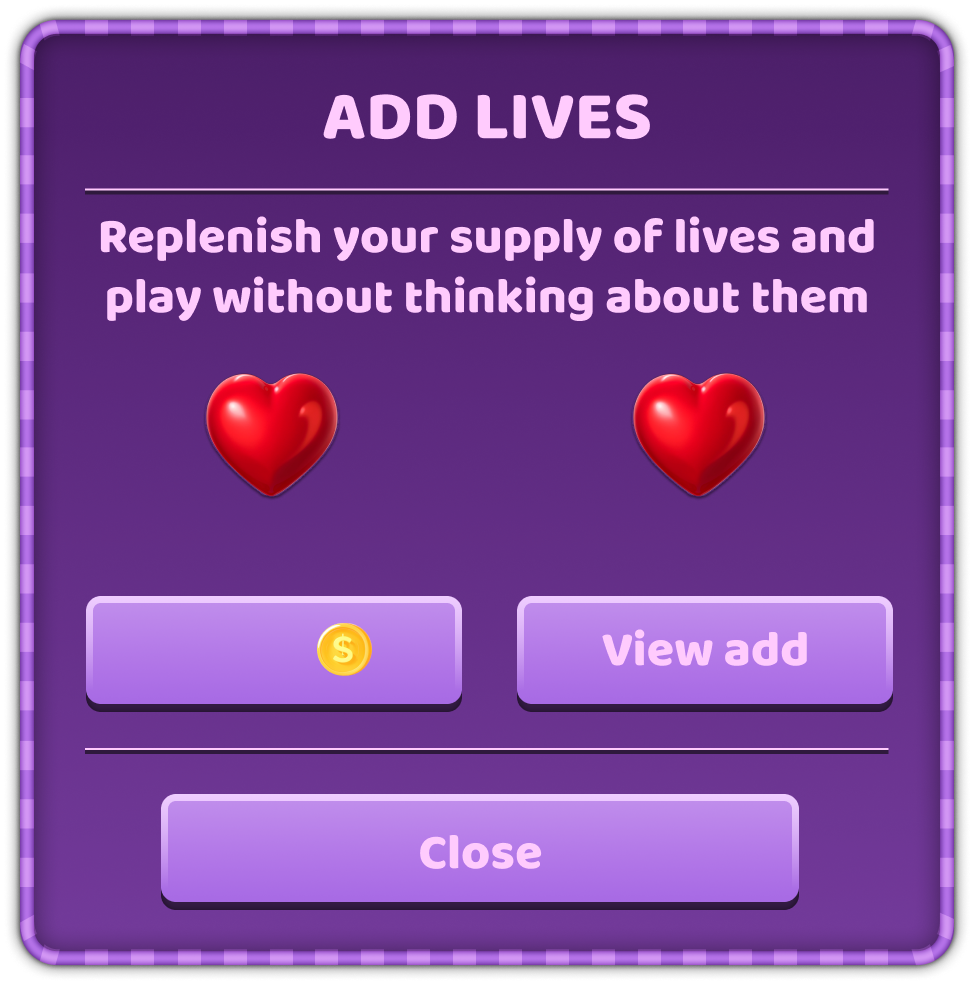 ADD LIVES
Replenish your supply of lives and
play without thinking about them
$
View add
Close